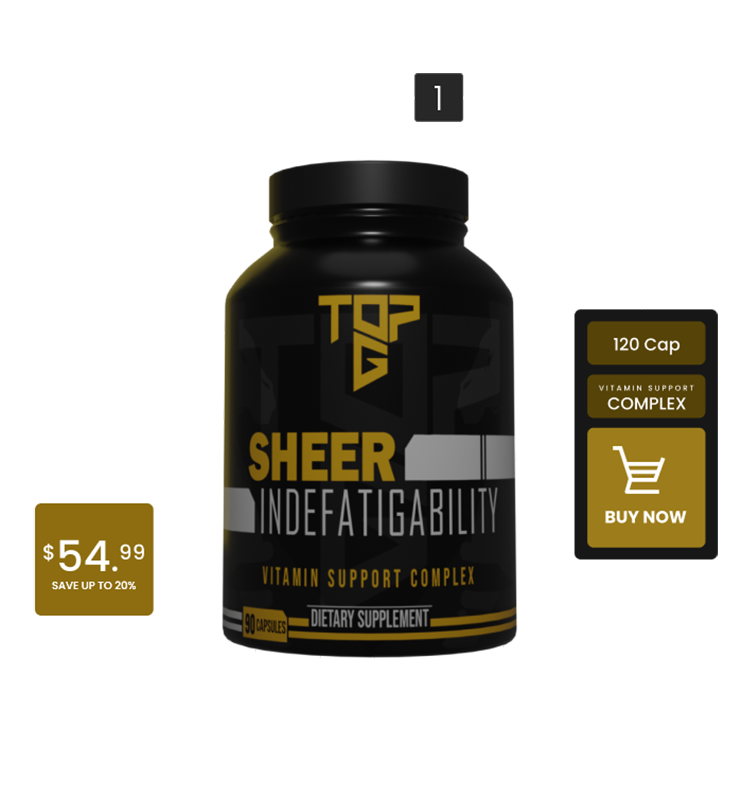 1
TOP
G
SHEER
INDEFATIGABILITY
VITAMIN SUPPORT COMPLEX
90 CAPSULES
DIETARY SUPPLEMENT
$54.99
SAVE UP TO 20%
120 Cap
VITAMIN SUPPORT
COMPLEX
BUY NOW